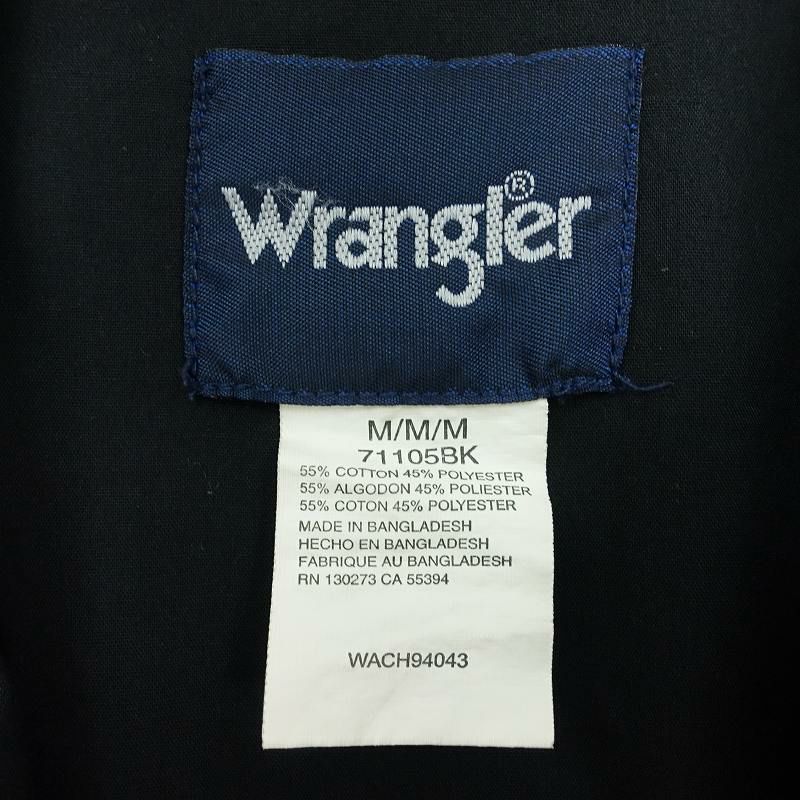 Wrangler®
M/M/M
71105BK
55% COTTON 45% POLYESTER
55% ALGODON 45% POLIESTER
55% COTON 45% POLYESTER
MADE IN BANGLADESH
HECHO EN BANGLADESH
FABRIQUE AU BANGLADESH
RN 130273 CA 55394
WACH94043